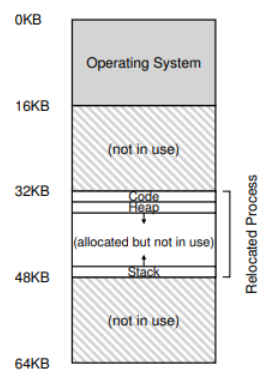 0KB
Operating System
16KB
(not in use)
32KB
Code
Heap
(allocated but not in use)
Stack
48KB
(not in use)
64KB
Relocated Process